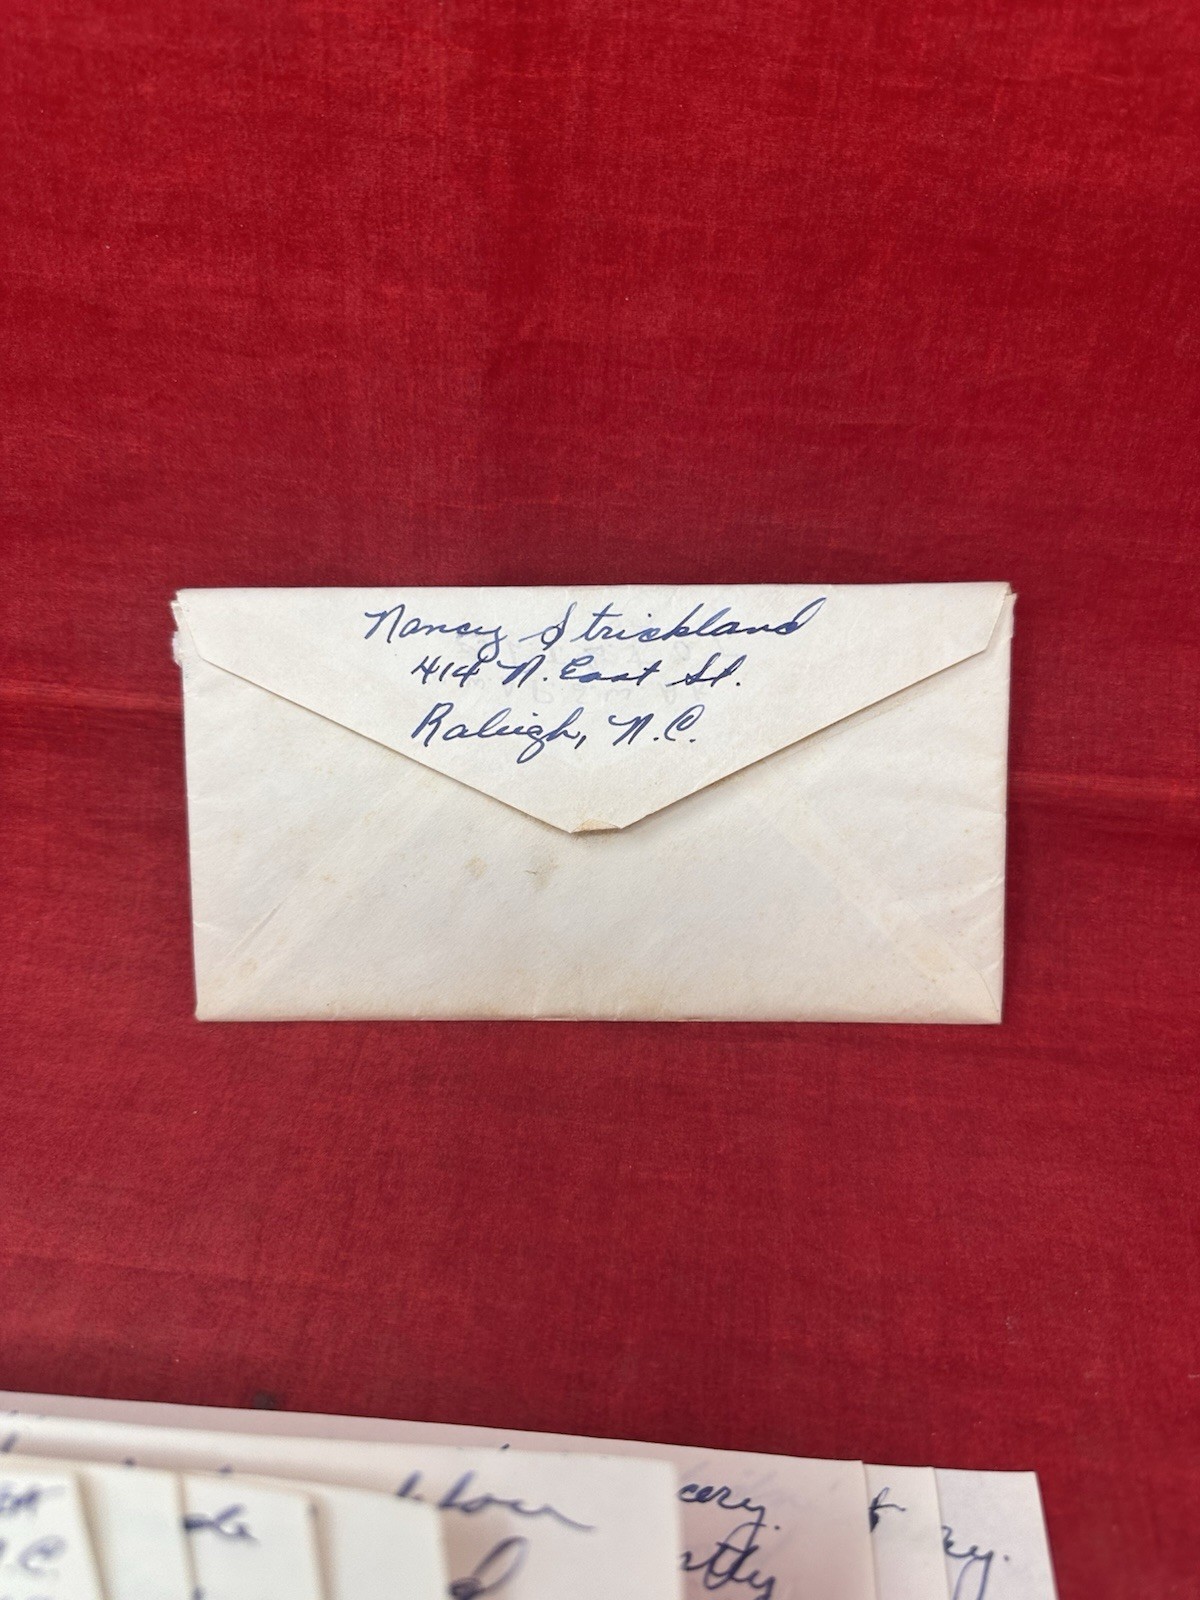 Nancy Strickland
414 N. East St.
Raleigh, N.C.